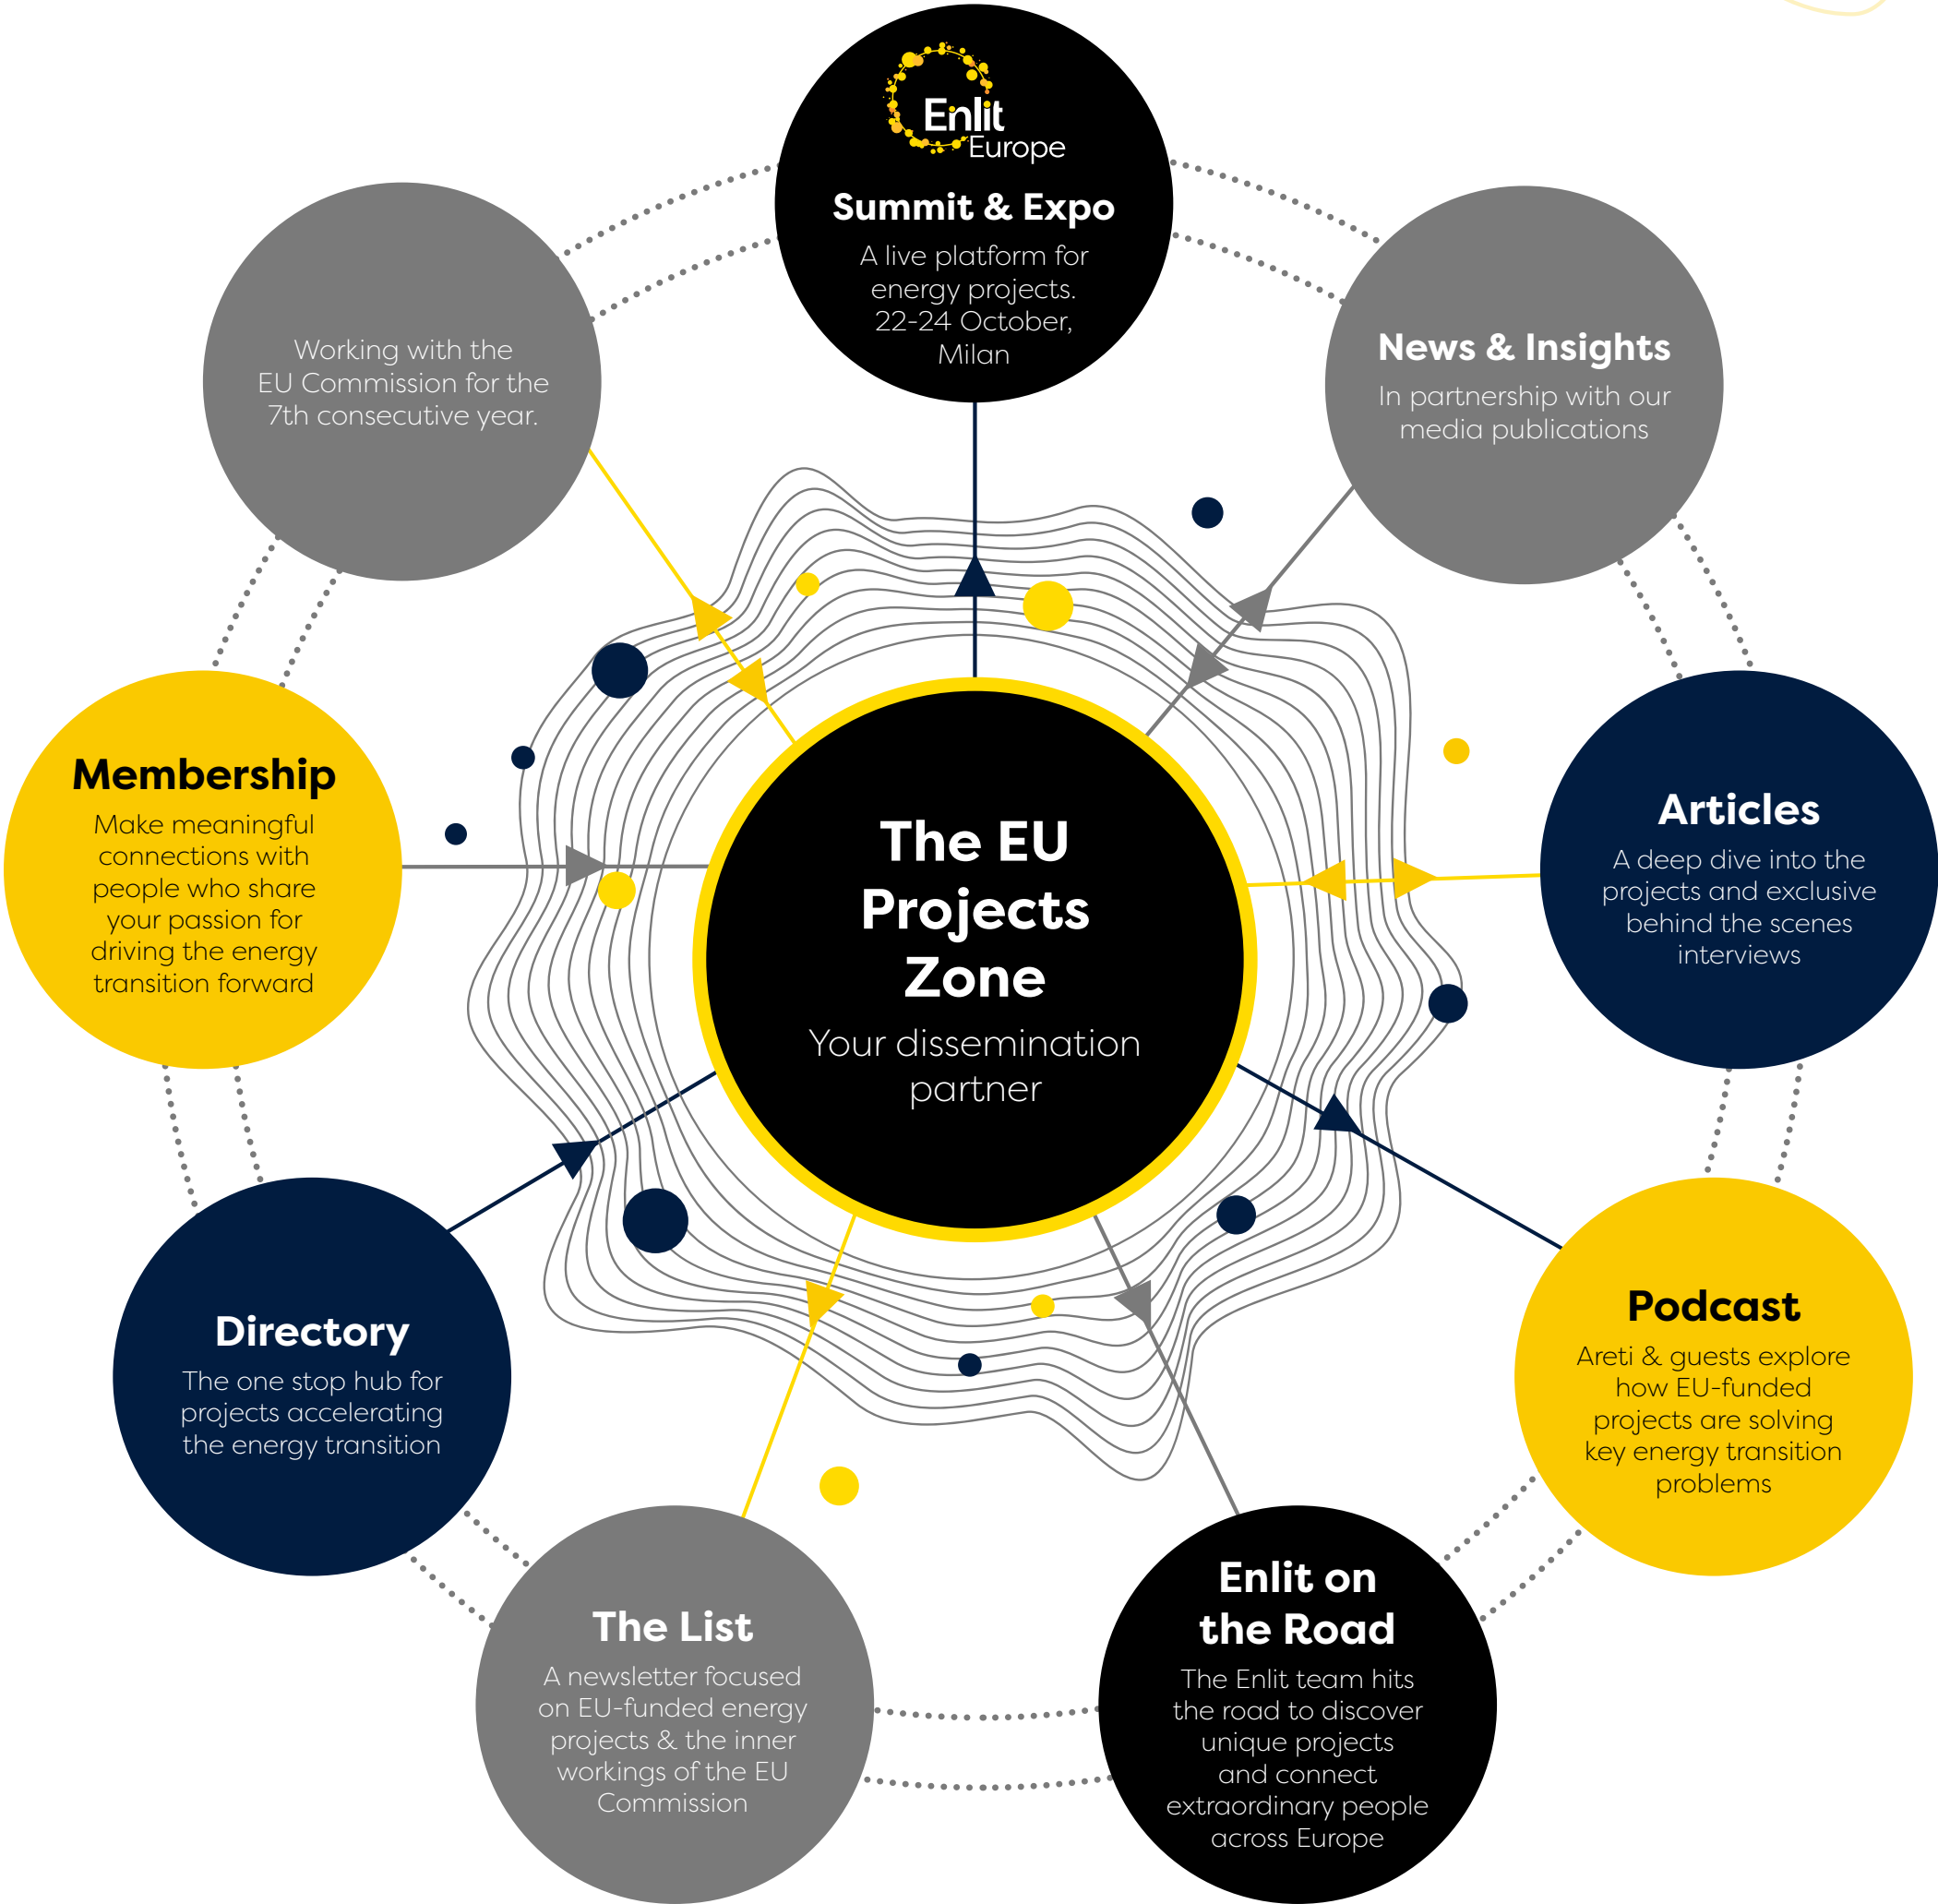 Enlit
Europe
Summit & Expo
A live platform for
energy projects.
22-24 October,
Milan
Working with the
EU Commission for the
7th consecutive year.
News & Insights
In partnership with our
media publications
Membership
Make meaningful
connections with
people who share
your passion for
driving the energy
transition forward
The EU
Projects
Zone
Your dissemination
partner
Articles
A deep dive into the
projects and exclusive
behind the scenes
interviews
Directory
The one stop hub for
projects accelerating
the energy transition
Podcast
Areti & guests explore
how EU-funded
projects are solving
key energy transition
problems
The List
A newsletter focused
on EU-funded energy
projects & the inner
workings of the EU
Commission
Enlit on
the Road
The Enlit team hits
the road to discover
unique projects
and connect
extraordinary people
across Europe